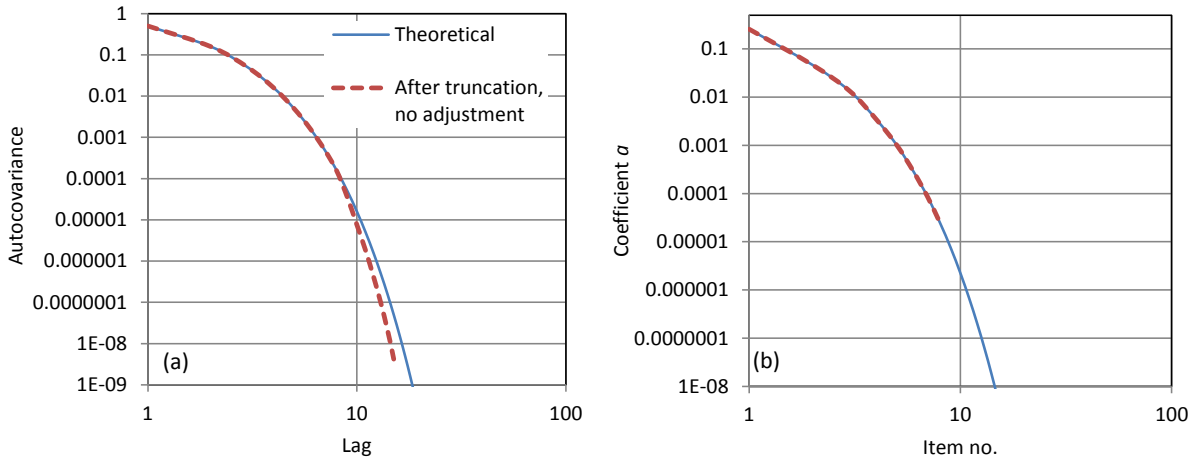 1
0.1
0.01
0.001
0.0001
0.00001
0.000001
0.0000001
1E-08
1E-09
Autocovariance
Theoretical
After truncation,
no adjustment
(a)
1
10
100
Lag
0.1
0.01
0.001
0.0001
0.00001
0.000001
0.0000001
1E-08
Coefficient a
(b)
1
10
100
Item no.